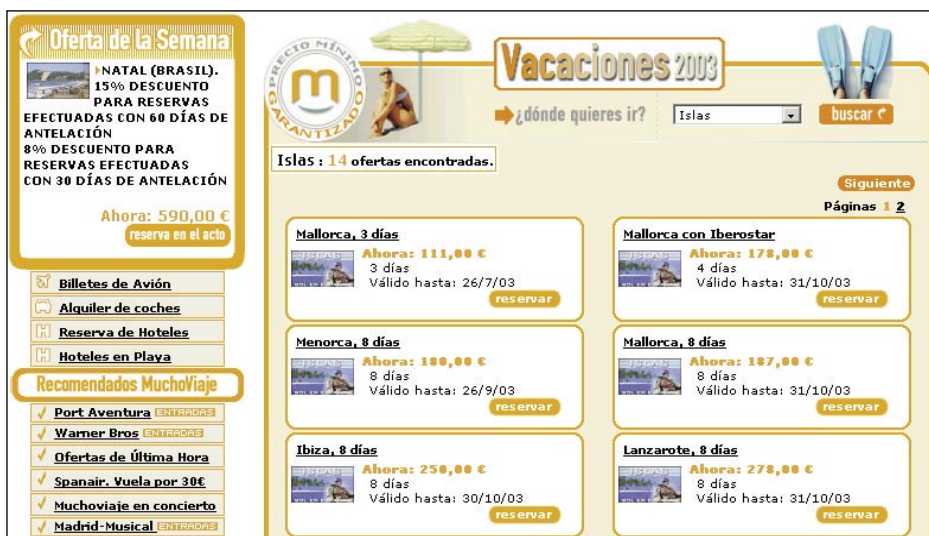 Oferta de la Semana
NATAL (BRASIL).
15% DESCUENTO
PARA RESERVAS
EFECTUADAS CON 60 DÍAS DE
ANTELACIÓN
8% DESCUENTO PARA
RESERVAS EFECTUADAS
CON 30 DÍAS DE ANTELACIÓN
Ahora: 590,00 €
reserva en el acto
Billetes de Avión
Alquiler de coches
Reserva de Hoteles
Hoteles en Playa
Recomendados MuchoViaje
Port Aventura ENTRADAS
Warner Bros ENTRADAS
Ofertas de Última Hora
Spanair. Vuela por 30€
Muchoviaje en concierto
Madrid-Musical ENTRADAS
PRECIO MÍNIMO
m
GARANTIZADO
Vacaciones 2003
¿dónde quieres ir?
Islas
buscar
Islas : 14 ofertas encontradas.
Siguiente
Páginas 1 2
Mallorca, 3 días
Ahora: 111,00 €
3 días
Válido hasta: 26/7/03
reservar
Mallorca con Iberostar
Ahora: 178,00 €
4 días
Válido hasta: 31/10/03
reservar
Menorca, 8 días
Ahora: 180,00 €
8 días
Válido hasta: 26/9/03
reservar
Mallorca, 8 días
Ahora: 187,00 €
8 días
Válido hasta: 31/10/03
reservar
Ibiza, 8 días
Ahora: 250,00 €
8 días
Válido hasta: 30/10/03
reservar
Lanzarote, 8 días
Ahora: 278,00 €
8 días
Válido hasta: 31/10/03
reservar